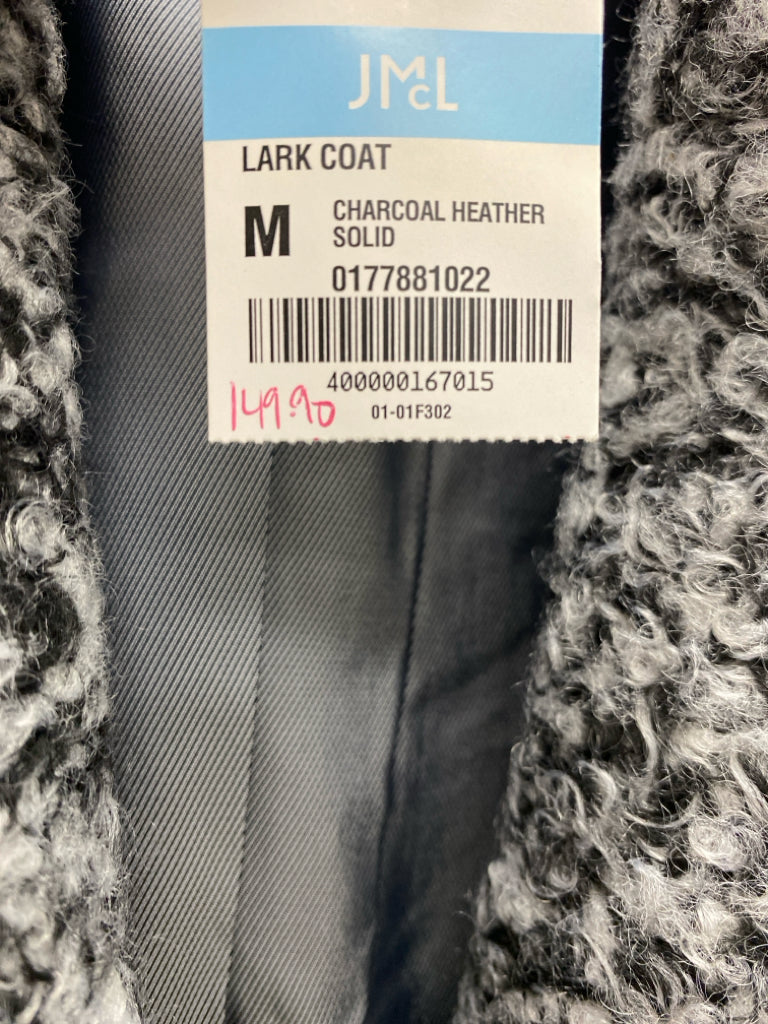 JMcL
LARK COAT
M
CHARCOAL HEATHER
SOLID
0177881022
400000167015
149.90
01-01F302